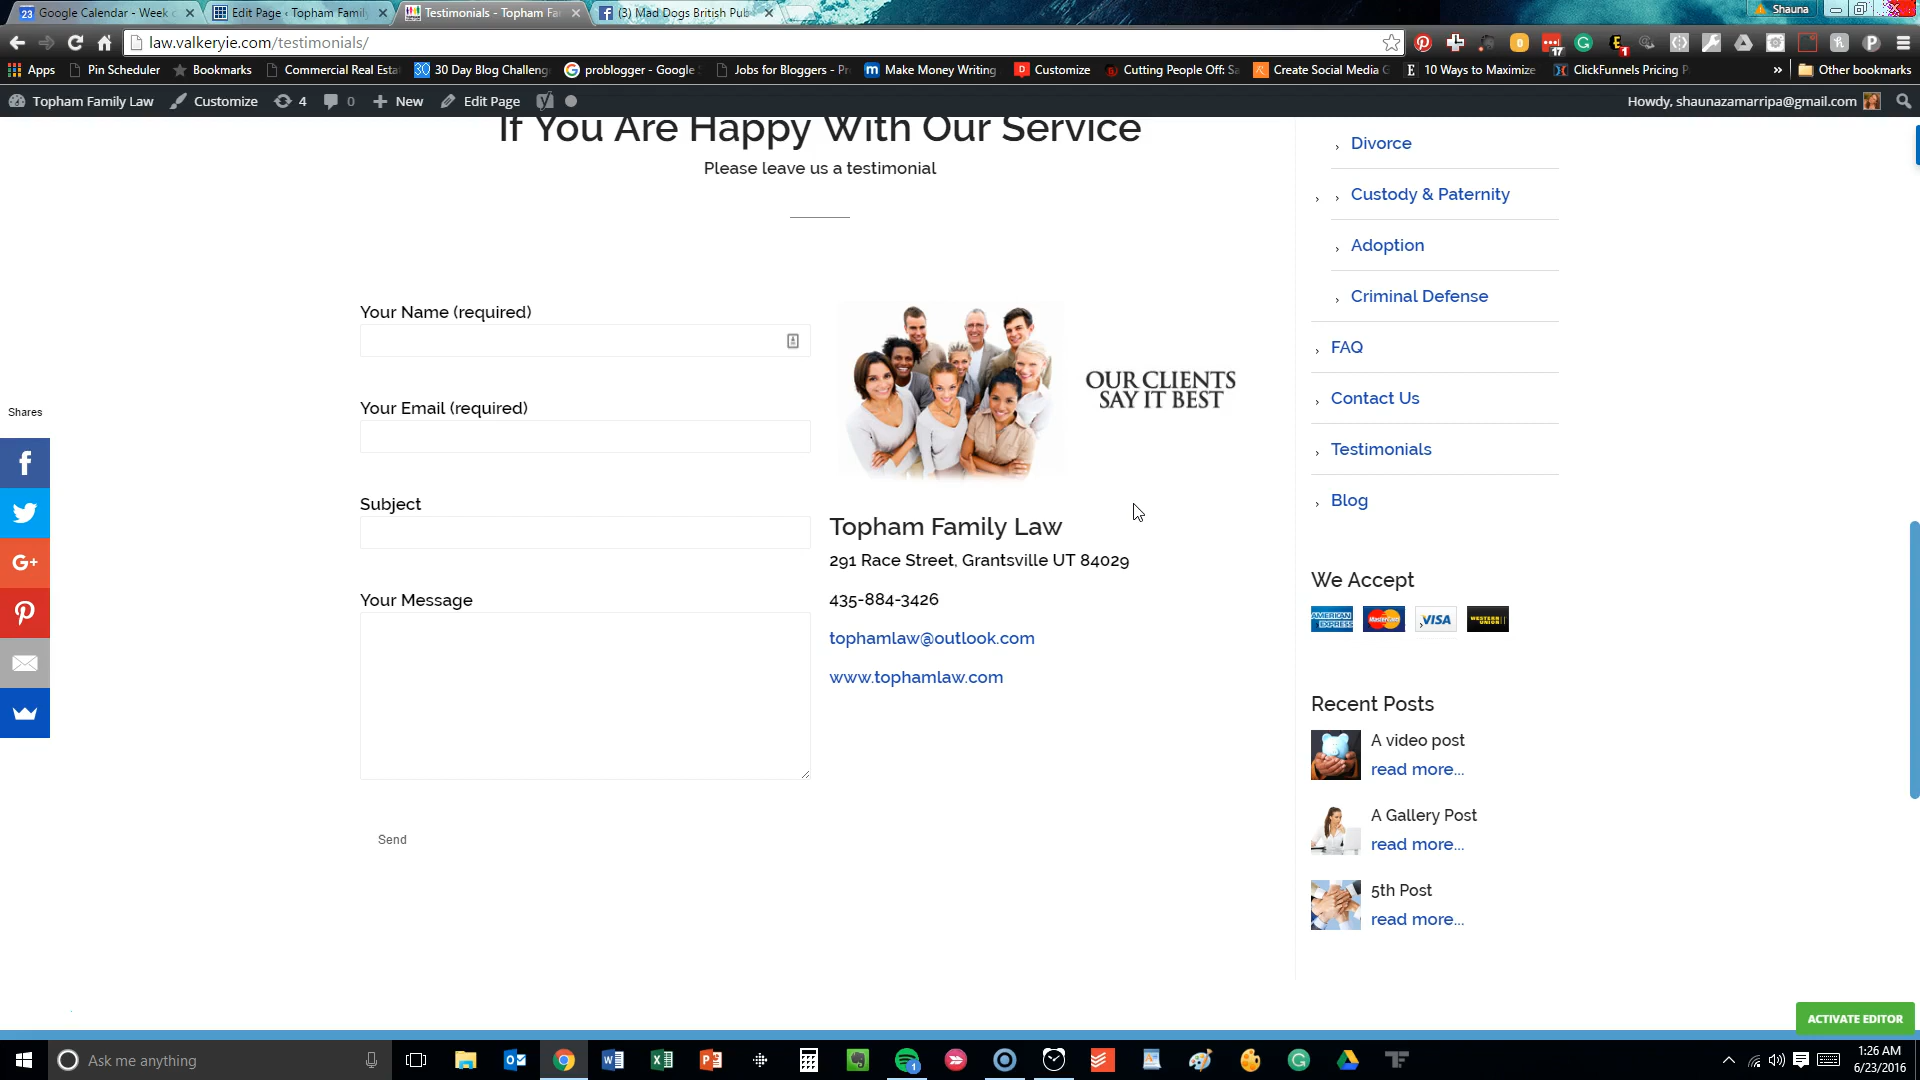 Google Calendar - Week
Edit Page ‹ Topham Family
Testimonials - Topham Fa
(3) Mad Dogs British Pub
Shauna
law.valkeryie.com/testimonials/
Apps
Pin Scheduler
Bookmarks
Commercial Real Esta
30 Day Blog Challeng
problogger - Google
Jobs for Bloggers - Pr
Make Money Writing
Customize
Cutting People Off: Sa
Create Social Media G
10 Ways to Maximize
ClickFunnels Pricing P
»
Other bookmarks
Topham Family Law
Customize
4
0
New
Edit Page
Howdy, shaunazamarripa@gmail.com
If You Are Happy With Our Service
Please leave us a testimonial
Your Name (required)
Your Email (required)
Subject
Your Message
Send
OUR CLIENTS
SAY IT BEST
Topham Family Law
291 Race Street, Grantsville UT 84029
435-884-3426
tophamlaw@outlook.com
www.tophamlaw.com
Divorce
Custody & Paternity
Adoption
Criminal Defense
FAQ
Contact Us
Testimonials
Blog
We Accept
AMERICAN EXPRESS
MasterCard
VISA
WESTERN UNION
Recent Posts
A video post
read more...
A Gallery Post
read more...
5th Post
read more...
Shares
ACTIVATE EDITOR
Ask me anything
1:26 AM
6/23/2016